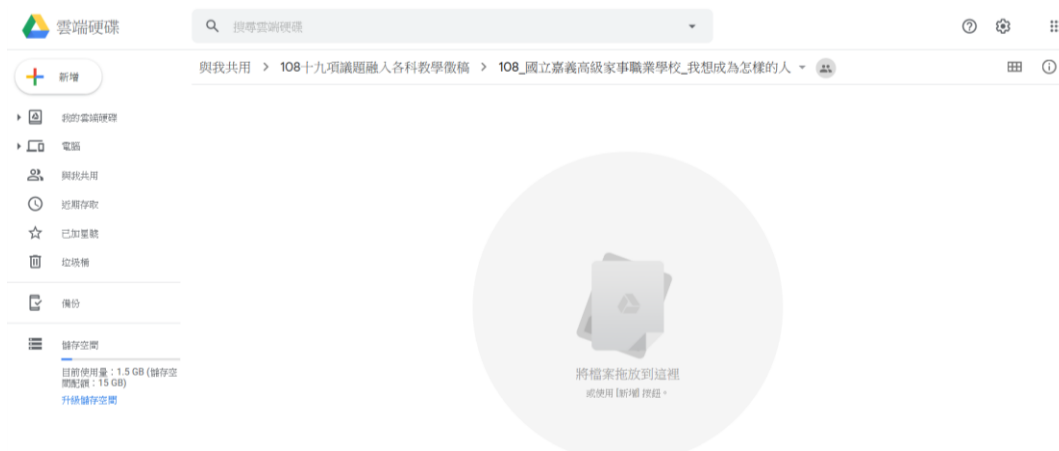 雲端硬碟
搜尋雲端硬碟
新增
與我共用 > 108十九項議題融入各科教學徵稿 > 108_國立嘉義高級家事職業學校_我想成為怎樣的人
我的雲端硬碟
電腦
與我共用
近期存取
已加星號
垃圾桶
備份
儲存空間
目前使用量：1.5 GB (儲存空
間配額：15 GB)
升級儲存空間
將檔案拖放到這裡
或使用 [新增] 按鈕。